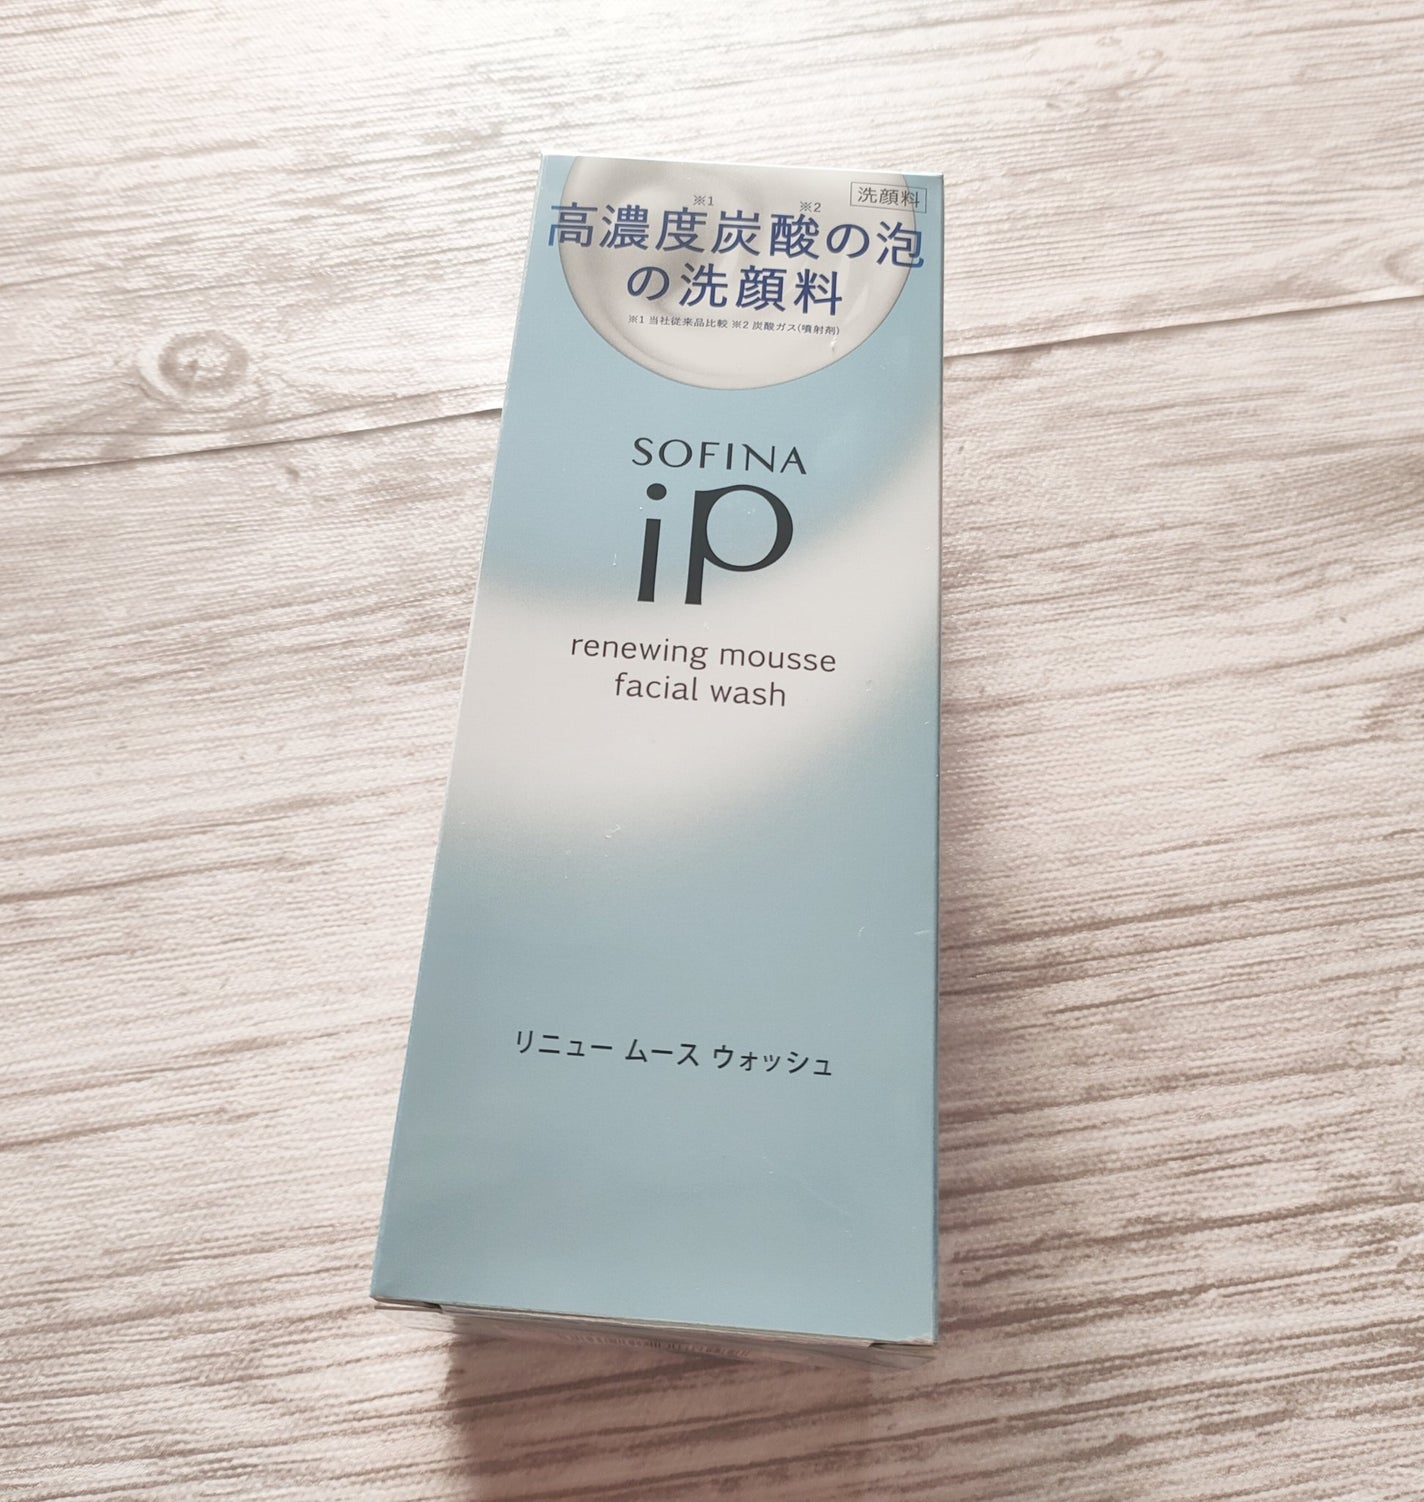 洗顔料
※1 ※2
高濃度炭酸の泡
の洗顔料
※1 当社従来品比較 ※2 炭酸ガス(噴射剤)
SOFINA
iP
renewing mousse
facial wash
リニュー ムース ウォッシュ